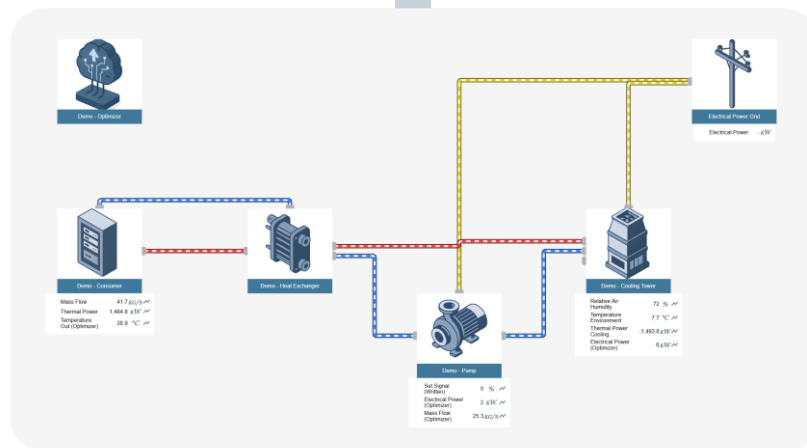 Demo - Optimizer
Electrical Power Grid
Electrical Power -KW
Demo - Consumer
Mass Flow 41.7 KG/S
Thermal Power 1,484.8 KW
Temperature
Out (Optimizer) 28.9 °C
Demo - Heat Exchanger
Demo - Cooling Tower
Relative Air
Humidity 72 %
Temperature
Environment 7.7 °C
Thermal Power
Cooling... -1,493.8 KW
Electrical Power
(Optimizer) 6 KW
Demo - Pump
Set Signal
(Written) 0 %
Electrical Power
(Optimizer) 2 KW
Mass Flow
(Optimizer) 25.3 KG/S